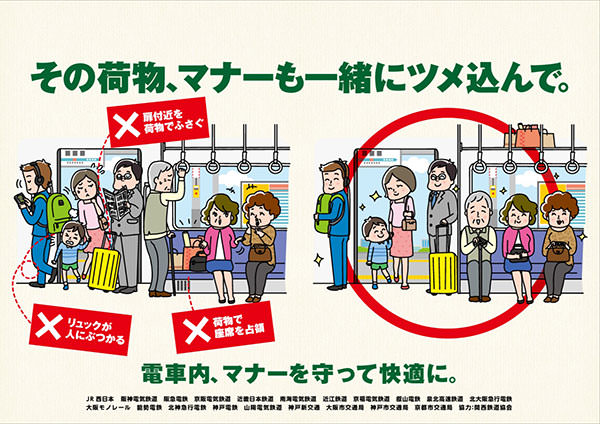 その荷物、マナーも一緒にツメ込んで。
扉付近を
荷物でふさぐ
リュックが
人にぶつかる
荷物で
座席を占領
電車内、マナーを守って快適に。
JR西日本 阪神電気鉄道 阪急電鉄 京阪電気鉄道 近畿日本鉄道 南海電気鉄道 近江鉄道 京福電気鉄道 叡山電鉄 泉北高速鉄道 北大阪急行電鉄
大阪モノレール 能勢電鉄 北神急行電鉄 神戸電鉄 山陽電気鉄道 神戸新交通 大阪市交通局 神戸市交通局 京都市交通局 協力:関西鉄道協会